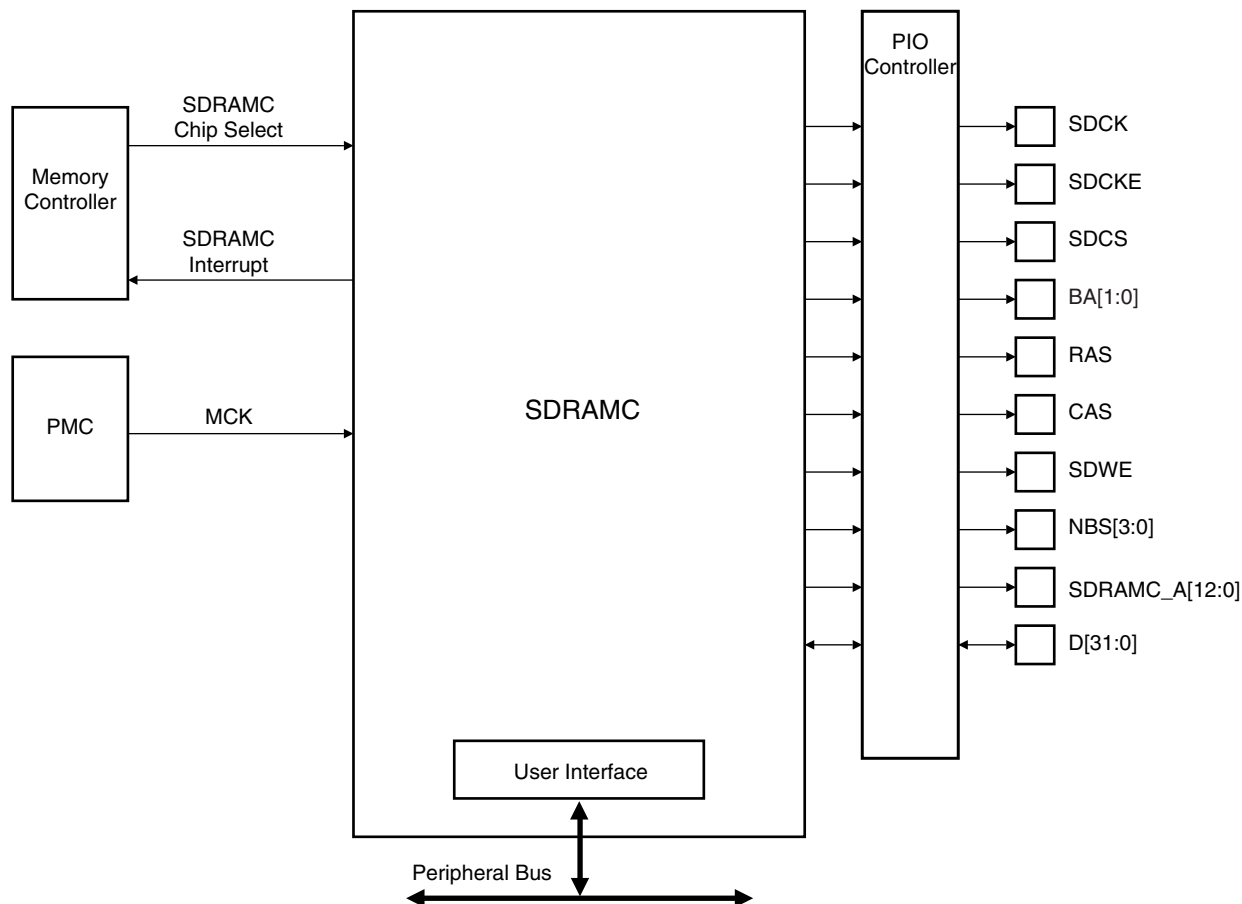 PIO
Controller
SDRAMC
Chip Select
Memory
Controller
SDRAMC
Interrupt
PMC
MCK
SDRAMC
SDCK
SDCKE
SDCS
BA[1:0]
RAS
CAS
SDWE
NBS[3:0]
SDRAMC_A[12:0]
D[31:0]
User Interface
Peripheral Bus